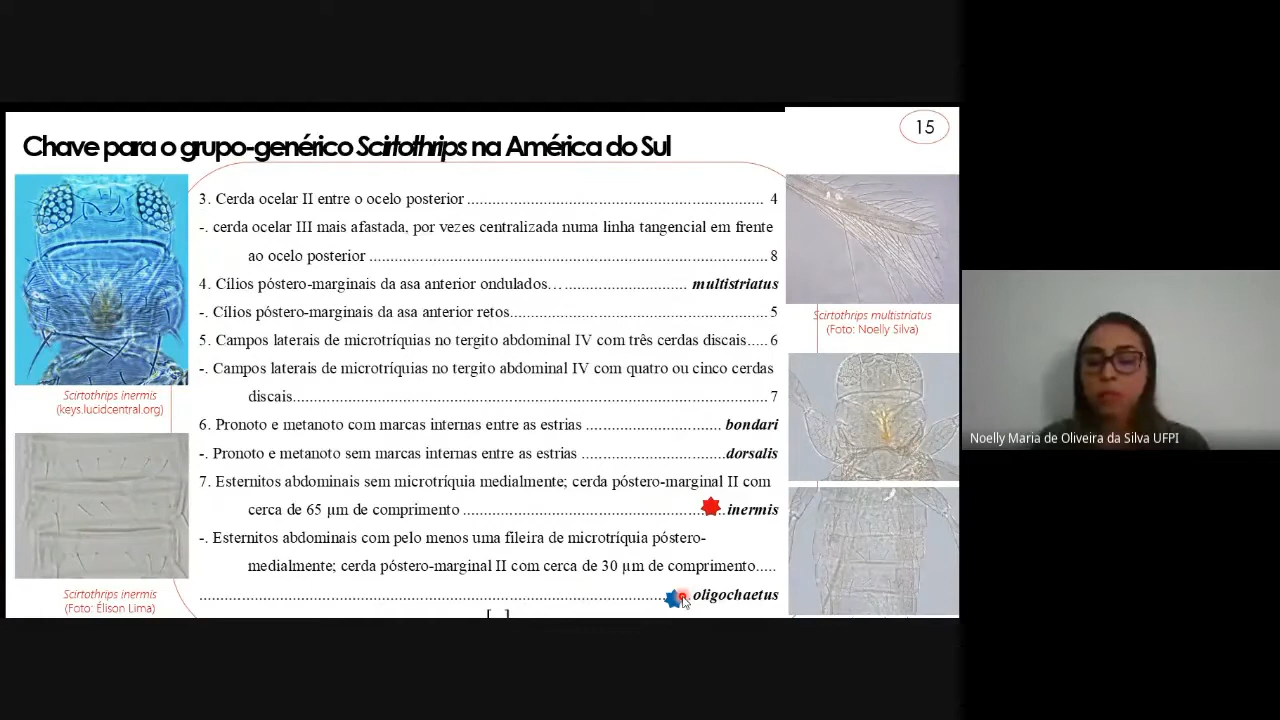 15
Chave para o grupo-genérico Scirtothrips na América do Sul
3. Cerda ocelar II entre o ocelo posterior ........................................................................ 4
-. cerda ocelar III mais afastada, por vezes centralizada numa linha tangencial em frente
ao ocelo posterior ................................................................................................ 8
4. Cílios póstero-marginais da asa anterior ondulados… ............................. multistriatus
-. Cílios póstero-marginais da asa anterior retos.............................................................. 5
5. Campos laterais de microtríquias no tergito abdominal IV com três cerdas discais..... 6
-. Campos laterais de microtríquias no tergito abdominal IV com quatro ou cinco cerdas
discais................................................................................................................... 7
6. Pronoto e metanoto com marcas internas entre as estrias ................................. bondari
-. Pronoto e metanoto sem marcas internas entre as estrias ..................................dorsalis
7. Esternitos abdominais sem microtríquia medialmente; cerda póstero-marginal II com
cerca de 65 µm de comprimento ............................................................... inermis
-. Esternitos abdominais com pelo menos uma fileira de microtríquia póstero-
medialmente; cerda póstero-marginal II com cerca de 30 µm de comprimento.....
........................................................................................................................ oligochaetus
Scirtothrips inermis
(keys.lucidcentral.org)
Scirtothrips inermis
(Foto: Élison Lima)
Scirtothrips multistriatus
(Foto: Noelly Silva)
Noelly Maria de Oliveira da Silva UFPI